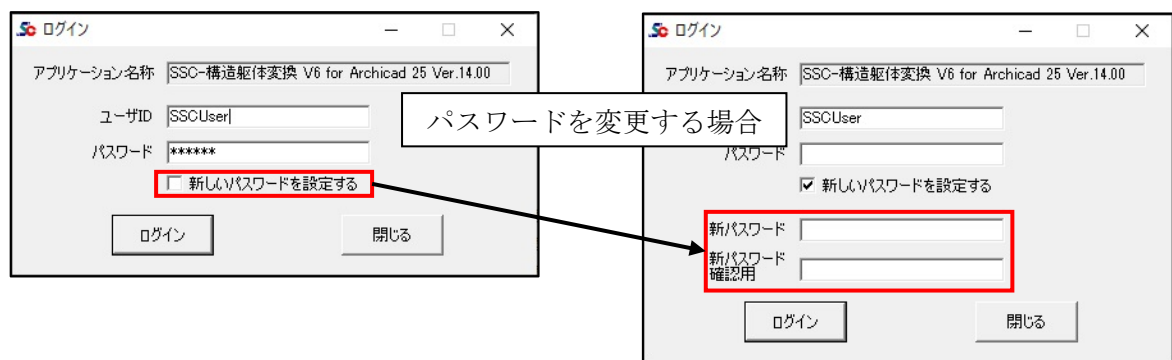 Sc ログイン
アプリケーション名称 SSC-構造躯体変換 V6 for Archicad 25 Ver.14.00
ユーザID SSCUser
パスワード ******
新しいパスワードを設定する
ログイン 閉じる
パスワードを変更する場合
Sc ログイン
アプリケーション名称 SSC-構造躯体変換 V6 for Archicad 25 Ver.14.00
SSCUser
パスワード
新しいパスワードを設定する
新パスワード
新パスワード
確認用
ログイン 閉じる